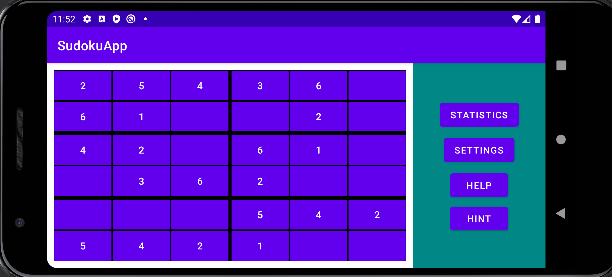 11:52
SudokuApp
2 5 4 3 6
6 1 2
4 2 6 1
3 6 2
5 4 2
5 4 2 1
STATISTICS
SETTINGS
HELP
HINT